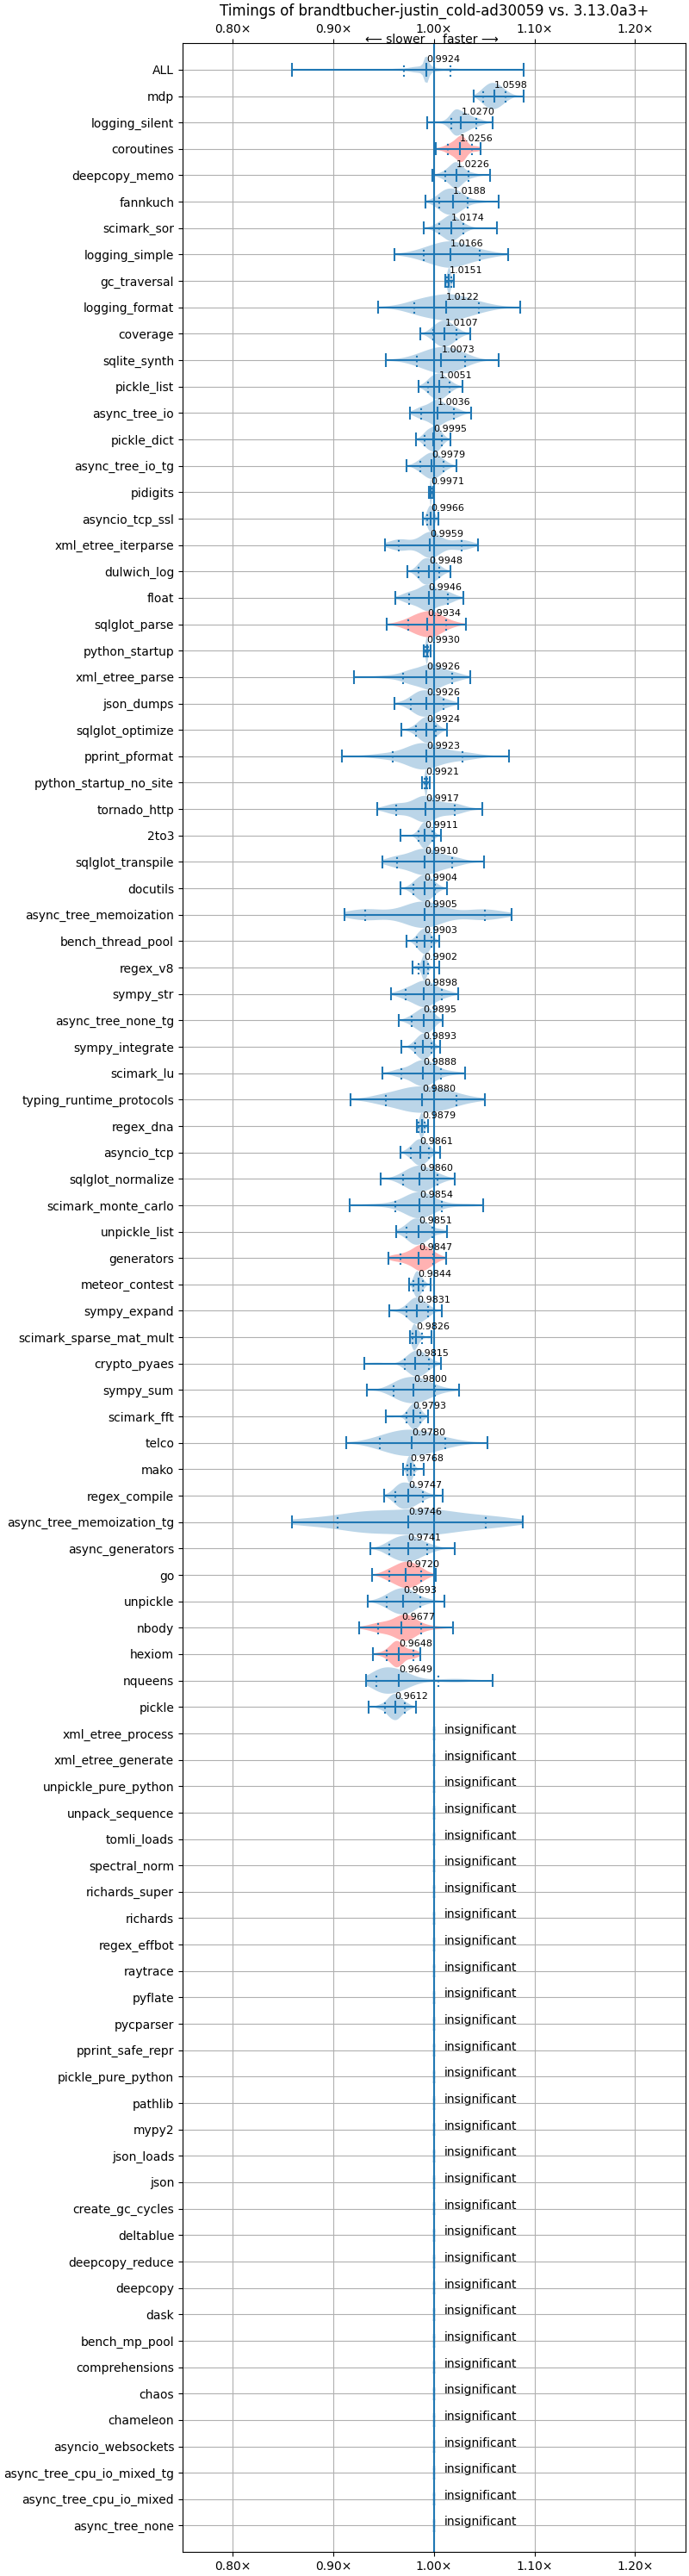 Timings of brandtbucher-justin_cold-ad30059 vs. 3.13.0a3+
0.80× 0.90× 1.00× 1.10× 1.20×
⟵ slower faster ⟶
ALL 0.9924
mdp 1.0598
logging_silent 1.0270
coroutines 1.0256
deepcopy_memo 1.0226
fannkuch 1.0188
scimark_sor 1.0174
logging_simple 1.0166
gc_traversal 1.0151
logging_format 1.0122
coverage 1.0107
sqlite_synth 1.0073
pickle_list 1.0051
async_tree_io 1.0036
pickle_dict 0.9995
async_tree_io_tg 0.9979
pidigits 0.9971
asyncio_tcp_ssl 0.9966
xml_etree_iterparse 0.9959
dulwich_log 0.9948
float 0.9946
sqlglot_parse 0.9934
python_startup 0.9930
xml_etree_parse 0.9926
json_dumps 0.9926
sqlglot_optimize 0.9924
pprint_pformat 0.9923
python_startup_no_site 0.9921
tornado_http 0.9917
2to3 0.9911
sqlglot_transpile 0.9910
docutils 0.9904
async_tree_memoization 0.9905
bench_thread_pool 0.9903
regex_v8 0.9902
sympy_str 0.9898
async_tree_none_tg 0.9895
sympy_integrate 0.9893
scimark_lu 0.9888
typing_runtime_protocols 0.9880
regex_dna 0.9879
asyncio_tcp 0.9861
sqlglot_normalize 0.9860
scimark_monte_carlo 0.9854
unpickle_list 0.9851
generators 0.9847
meteor_contest 0.9844
sympy_expand 0.9831
scimark_sparse_mat_mult 0.9826
crypto_pyaes 0.9815
sympy_sum 0.9800
scimark_fft 0.9793
telco 0.9780
mako 0.9768
regex_compile 0.9747
async_tree_memoization_tg 0.9746
async_generators 0.9741
go 0.9720
unpickle 0.9693
nbody 0.9677
hexiom 0.9648
nqueens 0.9649
pickle 0.9612
xml_etree_process insignificant
xml_etree_generate insignificant
unpickle_pure_python insignificant
unpack_sequence insignificant
tomli_loads insignificant
spectral_norm insignificant
richards_super insignificant
richards insignificant
regex_effbot insignificant
raytrace insignificant
pyflate insignificant
pycparser insignificant
pprint_safe_repr insignificant
pickle_pure_python insignificant
pathlib insignificant
mypy2 insignificant
json_loads insignificant
json insignificant
create_gc_cycles insignificant
deltablue insignificant
deepcopy_reduce insignificant
deepcopy insignificant
dask insignificant
bench_mp_pool insignificant
comprehensions insignificant
chaos insignificant
chameleon insignificant
asyncio_websockets insignificant
async_tree_cpu_io_mixed_tg insignificant
async_tree_cpu_io_mixed insignificant
async_tree_none insignificant
0.80× 0.90× 1.00× 1.10× 1.20×